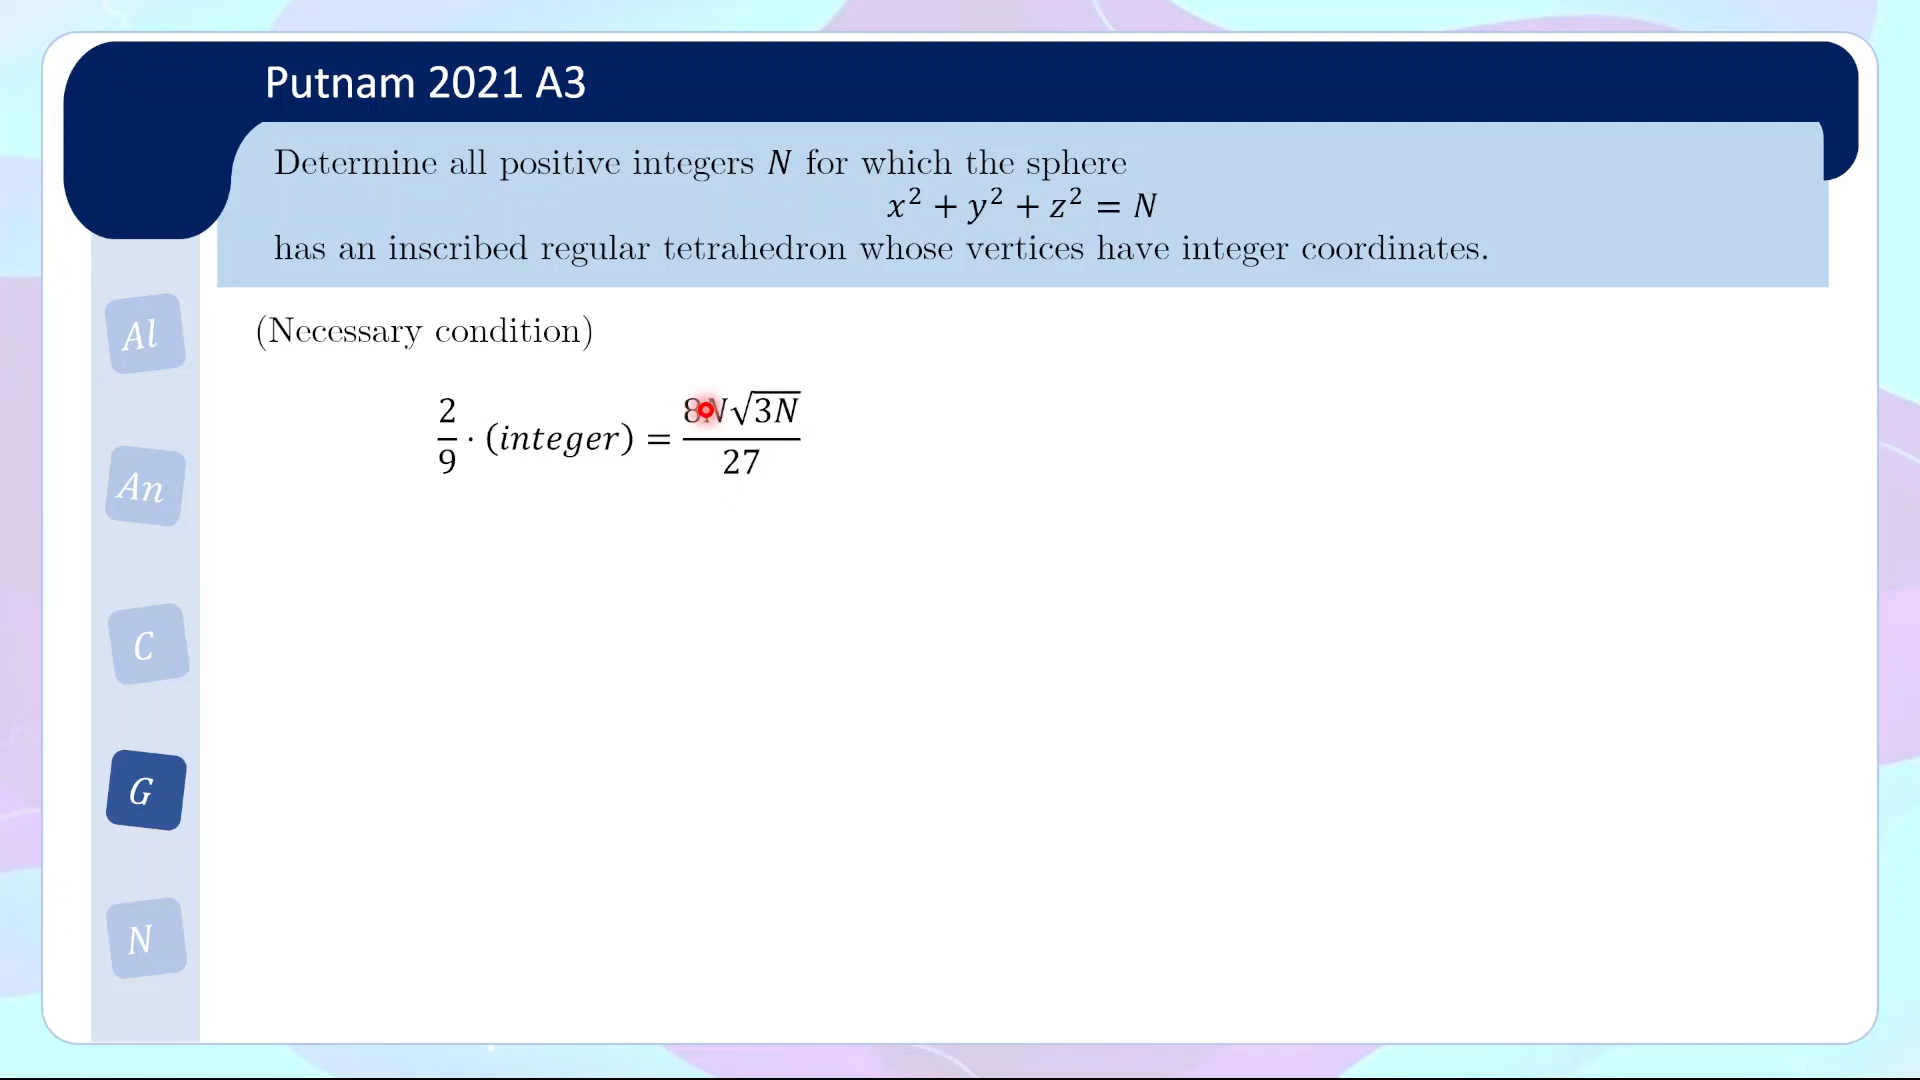 Putnam 2021 A3
Determine all positive integers N for which the sphere
x² + y² + z² = N
has an inscribed regular tetrahedron whose vertices have integer coordinates.
(Necessary condition)
2/9 · (integer) = 8N√3N/27
Al
An
C
G
N